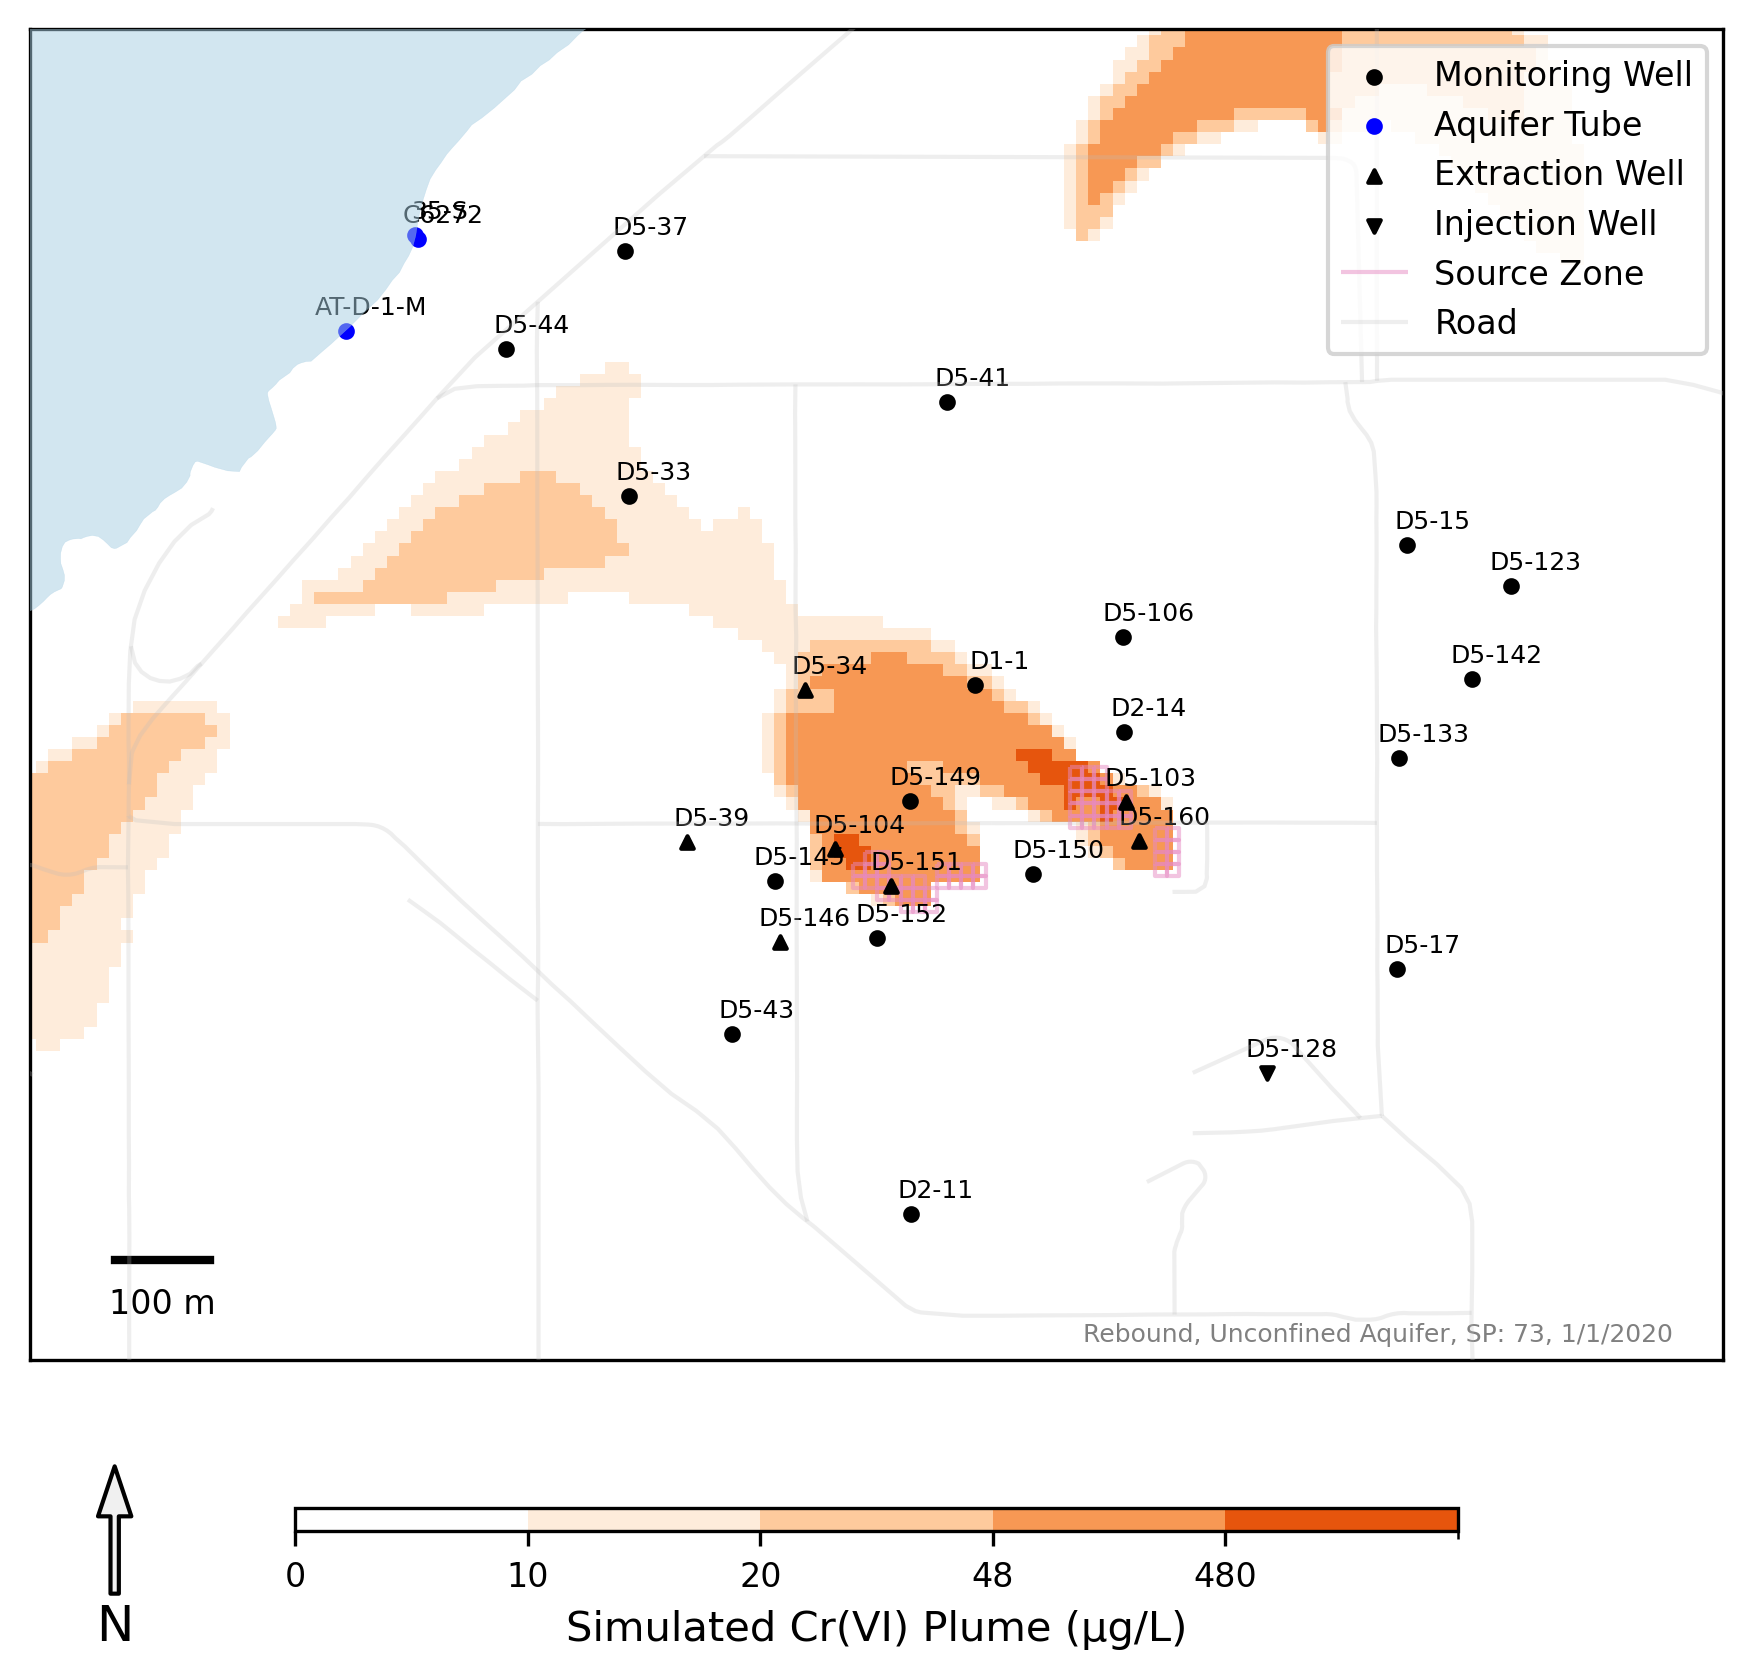 Monitoring Well
Aquifer Tube
Extraction Well
Injection Well
Source Zone
Road
35-S
C6272
D5-37
AT-D-1-M
D5-44
D5-41
D5-33
D5-15
D5-123
D5-106
D5-142
D5-34
D1-1
D2-14
D5-133
D5-149
D5-103
D5-39
D5-104
D5-160
D5-151
D5-150
D5-146
D5-152
D5-17
D5-43
D5-128
D2-11
100 m
Rebound, Unconfined Aquifer, SP: 73, 1/1/2020
0 10 20 48 480
Simulated Cr(VI) Plume (μg/L)
N